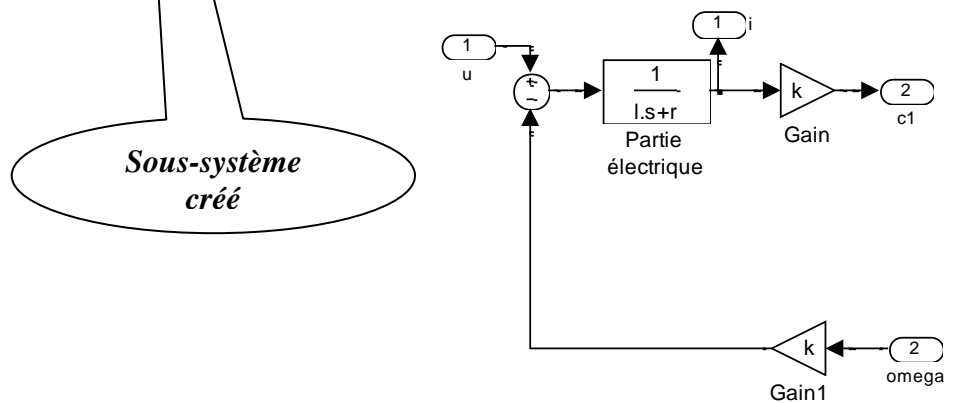 Sous-système
créé
1
u
+
−
1
l.s+r
Partie
électrique
1
i
k
Gain
2
c1
k
Gain1
2
omega